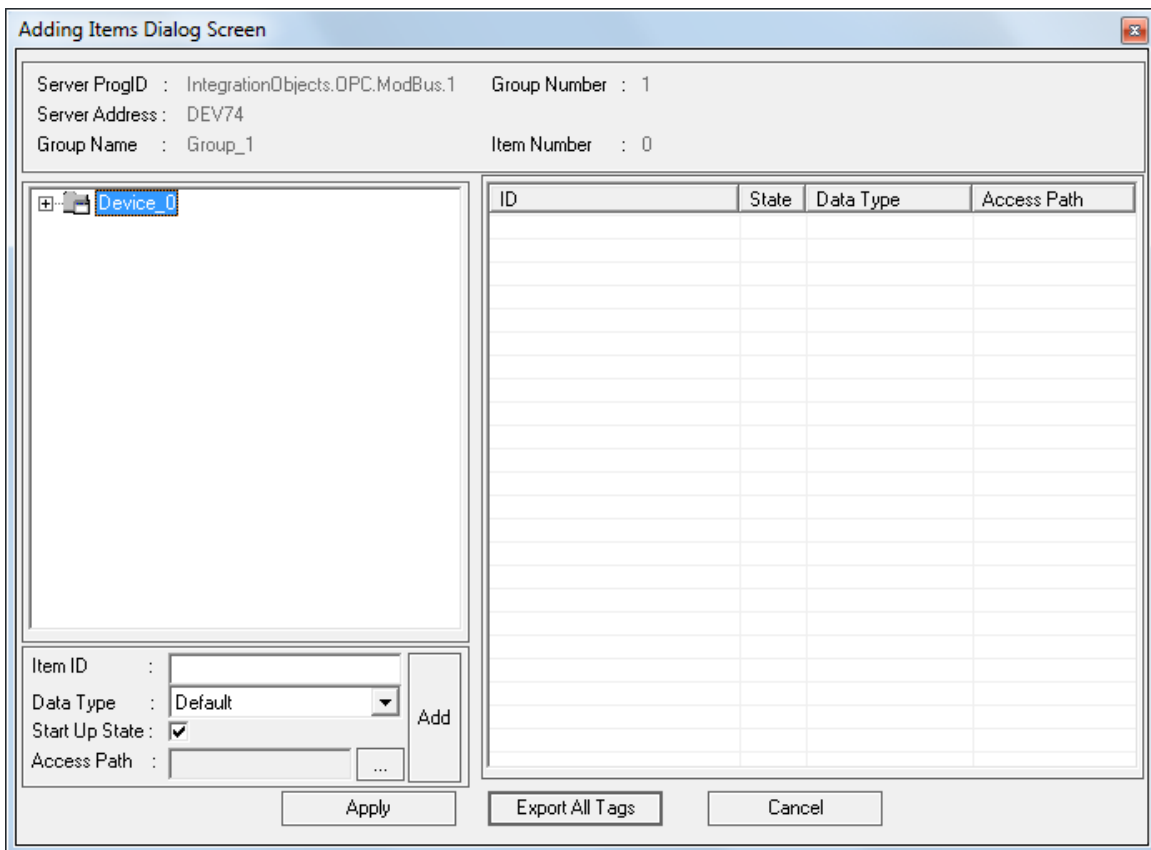 Adding Items Dialog Screen
Server ProgID : IntegrationObjects.OPC.ModBus.1 Group Number : 1
Server Address : DEV74
Group Name : Group_1 Item Number : 0
Device_0
ID State Data Type Access Path
Item ID :
Data Type : Default
Start Up State :
Access Path : ...
Add
Apply Export All Tags Cancel